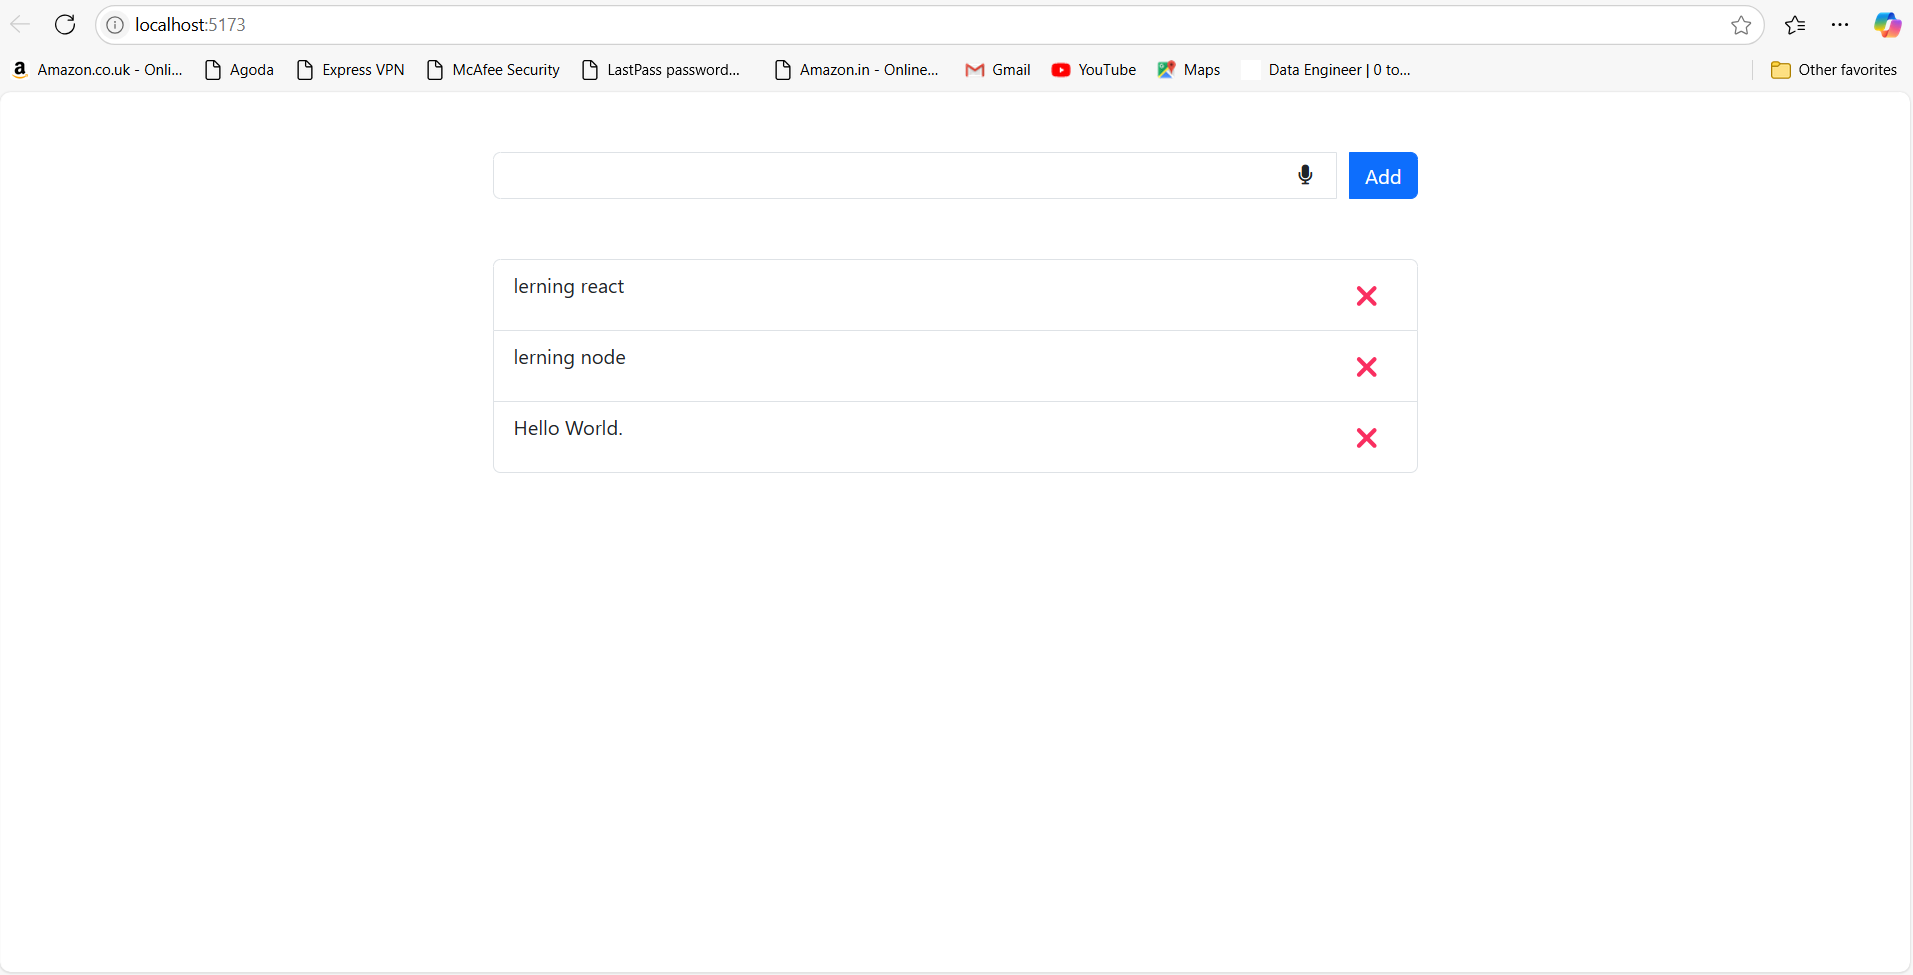 localhost:5173
Amazon.co.uk - Onli... Agoda Express VPN McAfee Security LastPass password... Amazon.in - Online... Gmail YouTube Maps Data Engineer | 0 to... Other favorites
Add
lerning react
lerning node
Hello World.